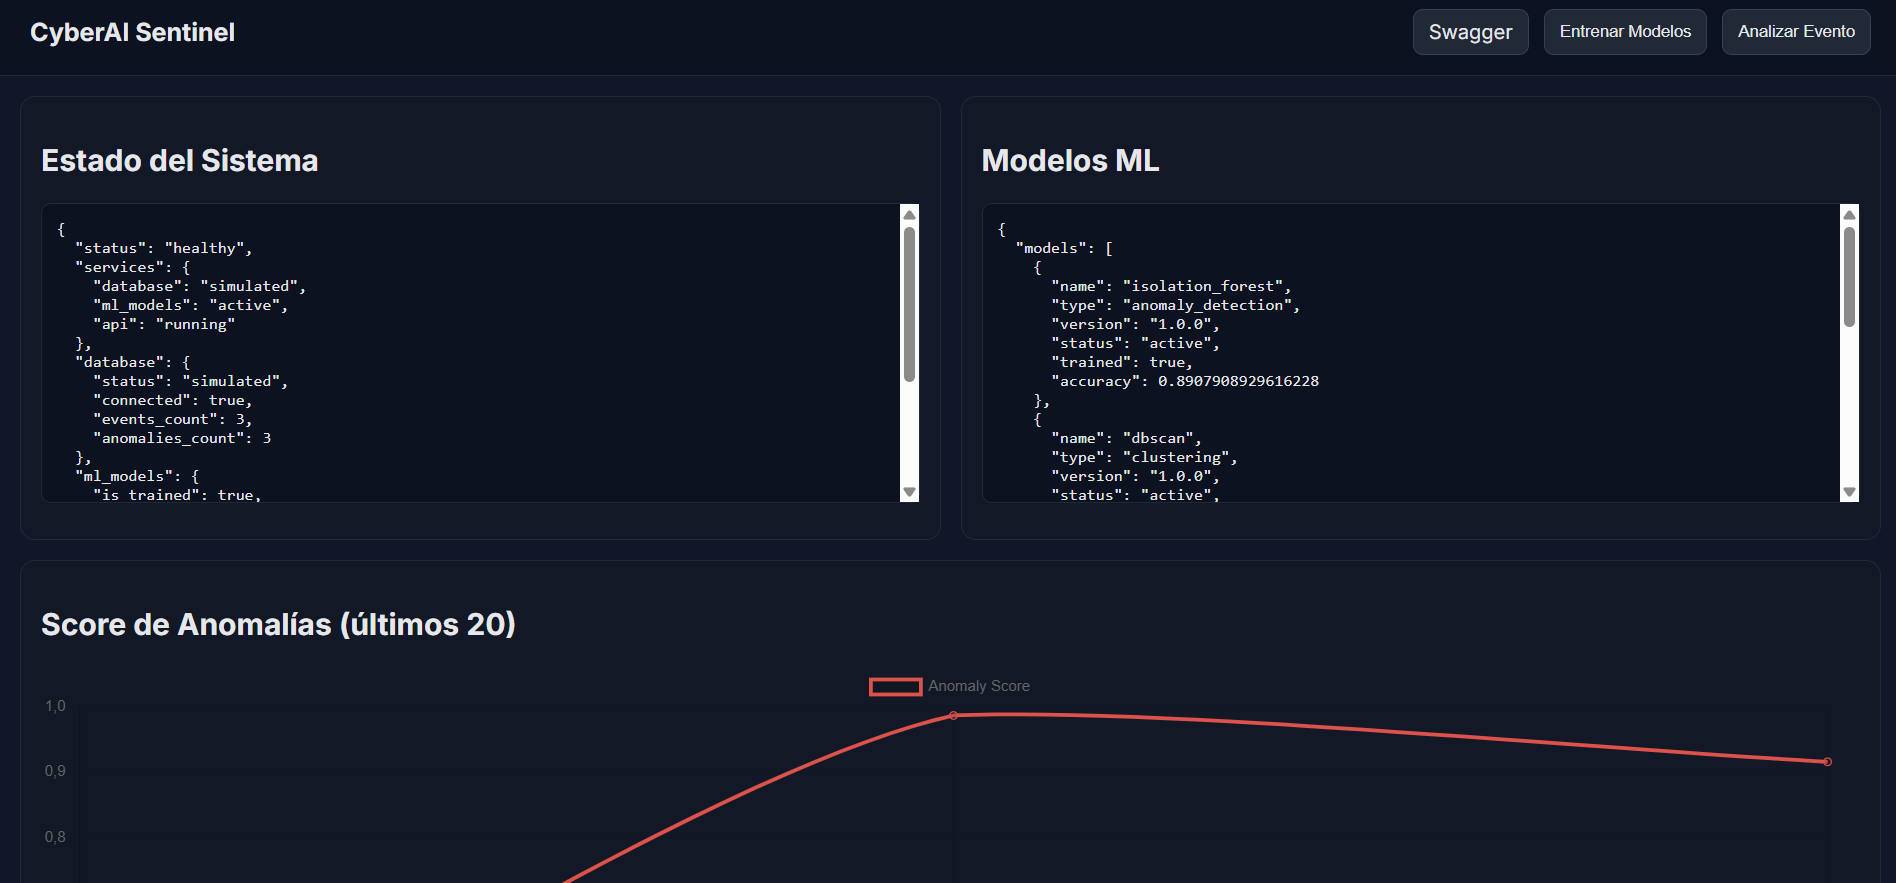 CyberAI Sentinel
Swagger
Entrenar Modelos
Analizar Evento
Estado del Sistema
{
  "status": "healthy",
  "services": {
    "database": "simulated",
    "ml_models": "active",
    "api": "running"
  },
  "database": {
    "status": "simulated",
    "connected": true,
    "events_count": 3,
    "anomalies_count": 3
  },
  "ml_models": {
    "is_trained": true,
Modelos ML
{
  "models": [
    {
      "name": "isolation_forest",
      "type": "anomaly_detection",
      "version": "1.0.0",
      "status": "active",
      "trained": true,
      "accuracy": 0.8907908929616228
    },
    {
      "name": "dbscan",
      "type": "clustering",
      "version": "1.0.0",
      "status": "active",
Score de Anomalías (últimos 20)
Anomaly Score
1,0
0,9
0,8